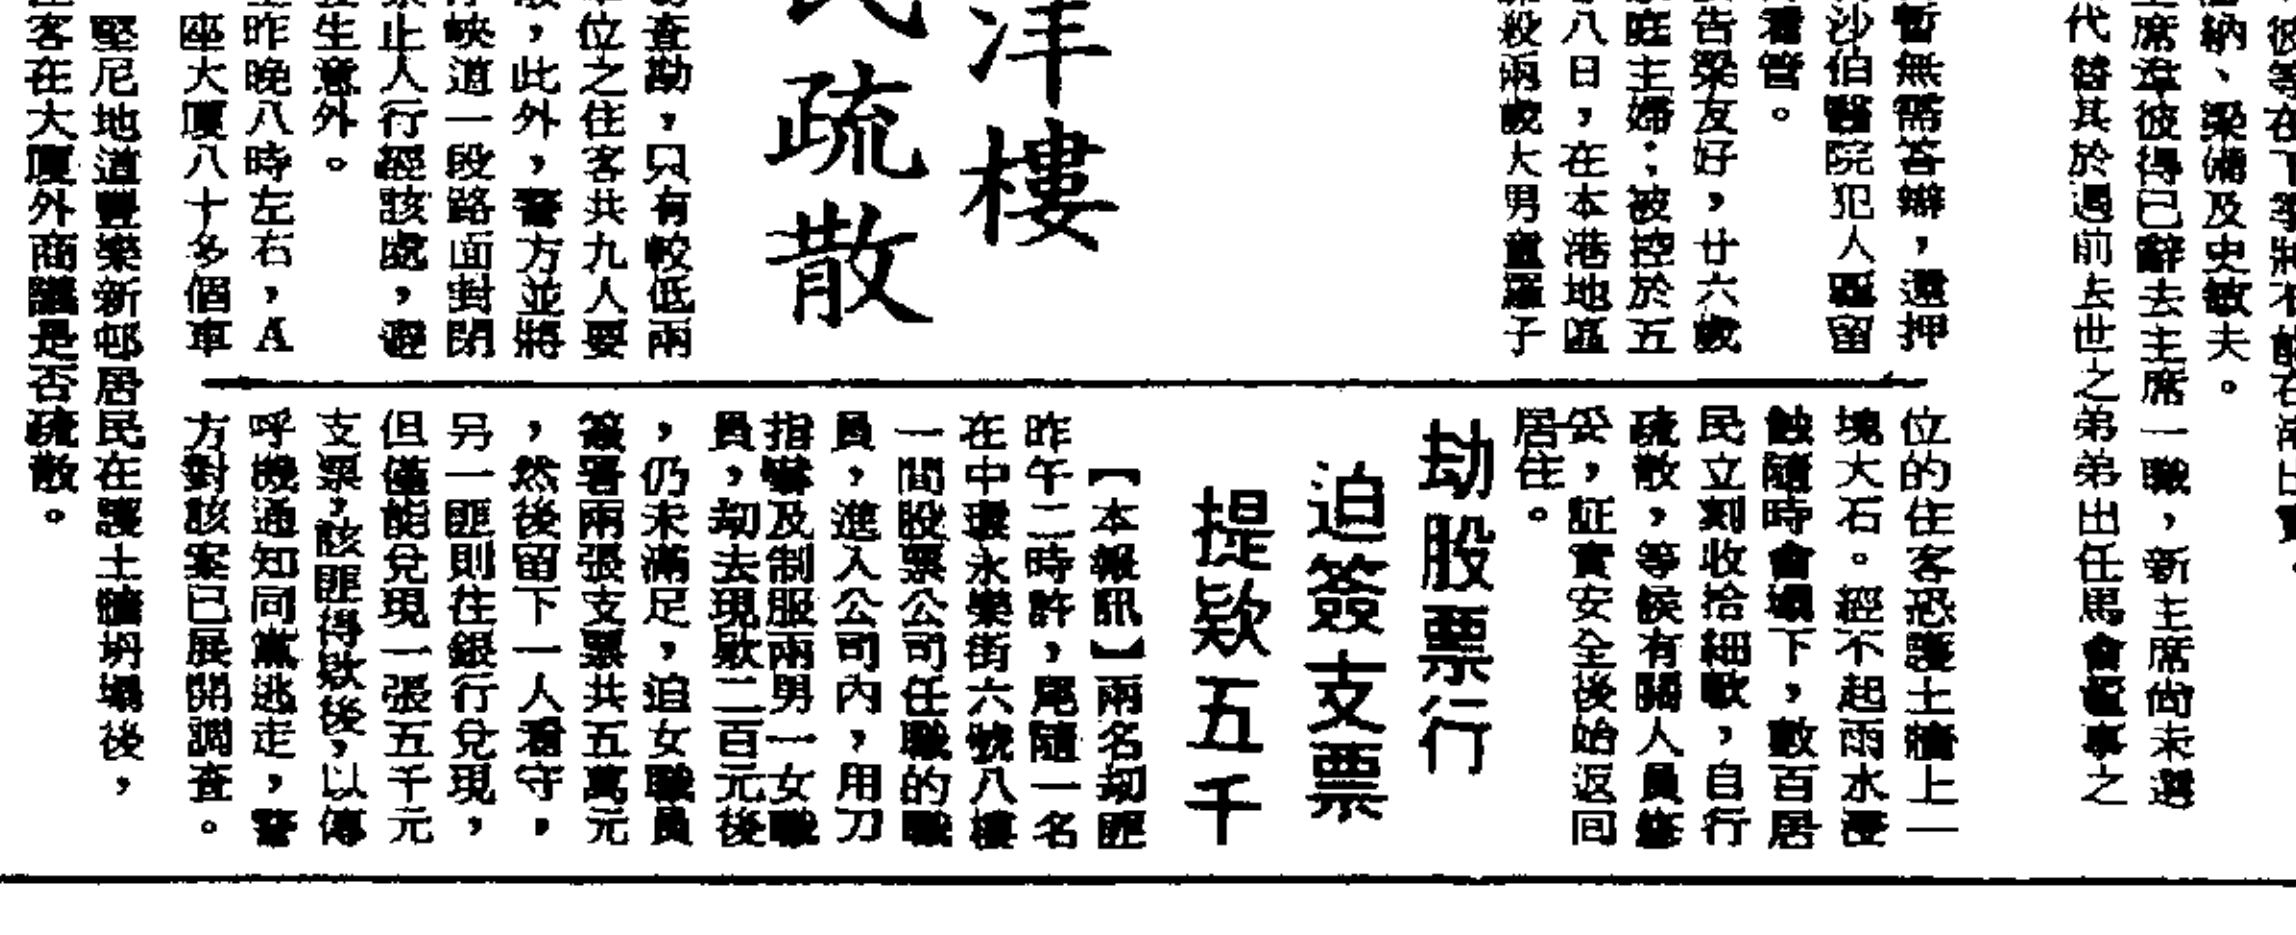 彼等在下季將不能在港出賽。
納、梁備及史敏夫。
主席韋彼得已辭去主席一職，新主席尚未選
代替其於過前去世之弟弟出任馬會董事之
暫無需答辯，還押
沙伯醫院犯人羈留
看管。
告梁友好，廿六歲
庭主婦；被控於五
八日，在本港地區
殺兩歲大男童羅子
洋樓
民疏散
勿查勘，只有較低兩
單位之住客共九人要
散，此外，警方並將
仔峽道一段路面封閉
禁止人行經該處，避
發生意外。
昨晚八時左右，A
座大廈八十多個車
位的住客恐護土牆上一
塊大石。經不起雨水浸
蝕隨時會塌下，數百居
民立刻收拾細軟，自行
疏散，等候有關人員維
公，証實安全後始返回
居住。
劫股票行
迫簽支票
提欵五千
【本報訊】兩名劫匪
昨午二時許，尾隨一名
在中環永樂街六號八樓
一間股票公司任職的職
員，進入公司內，用刀
指嚇及制服兩男一女職
員，劫去現欵二百元後
，仍未滿足，迫女職員
簽署兩張支票共五萬元
，然後留下一人看守，
另一匪則往銀行兌現，
但僅能兌現一張五千元
支票，該匪得欵後，以傳
呼機通知同黨逃走，警
方對該案已展開調查。
堅尼地道豐樂新邨居民在護土牆坍塌後，
住客在大廈外商議是否疏散。